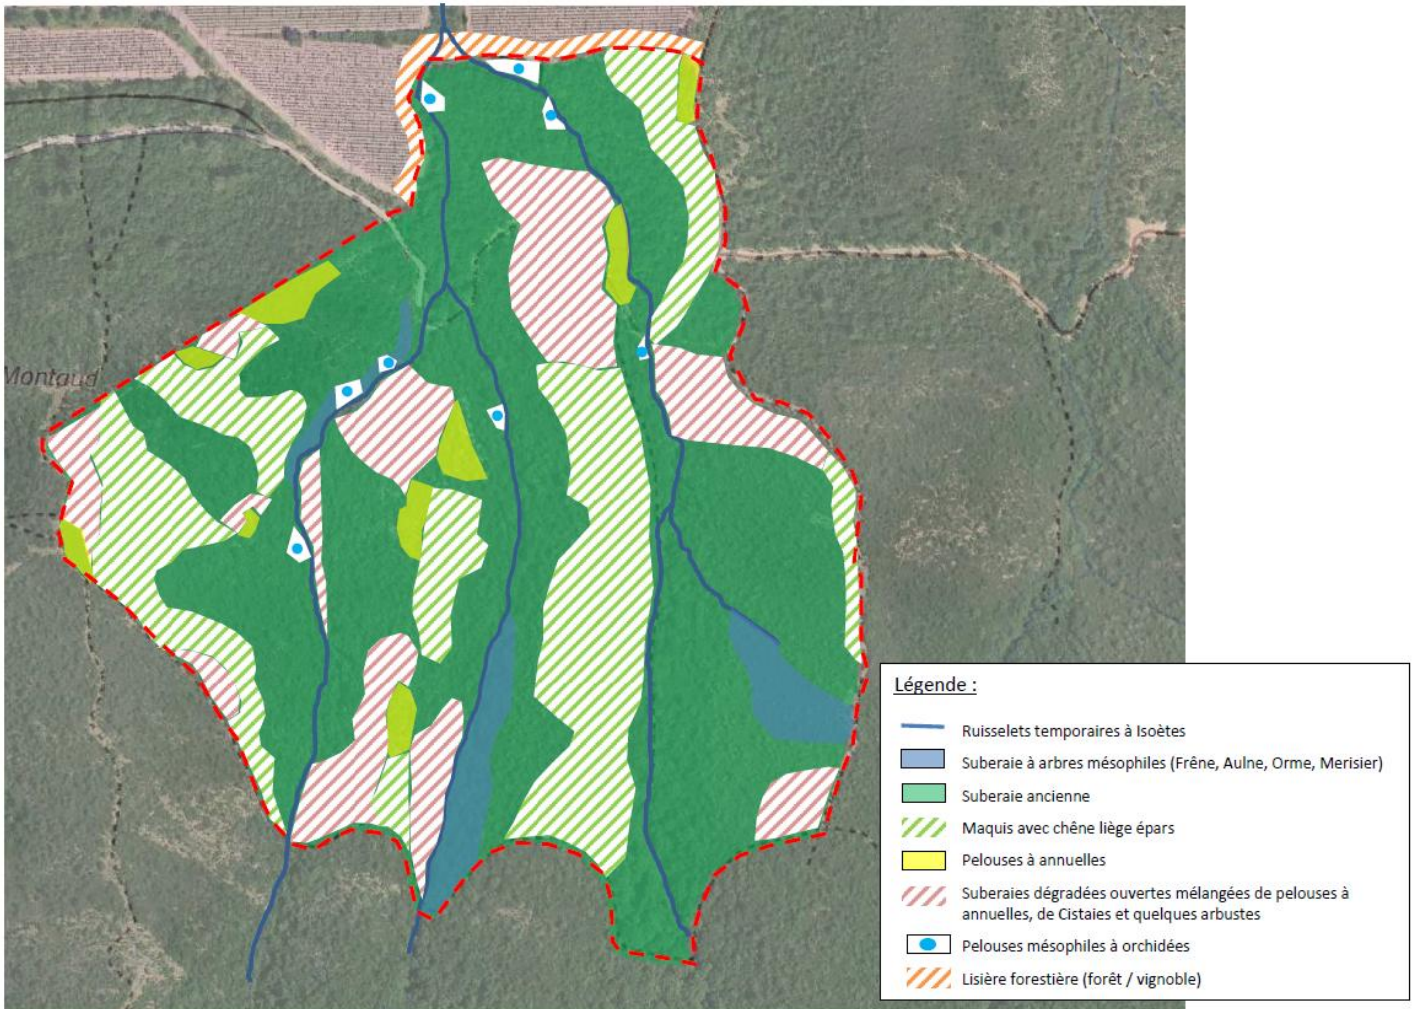 Montaud
Légende :
Ruisselets temporaires à Isoètes
Suberaie à arbres mésophiles (Frêne, Aulne, Orme, Merisier)
Suberaie ancienne
Maquis avec chêne liège épars
Pelouses à annuelles
Suberaies dégradées ouvertes mélangées de pelouses à
annuelles, de Cistaies et quelques arbustes
Pelouses mésophiles à orchidées
Lisière forestière (forêt / vignoble)